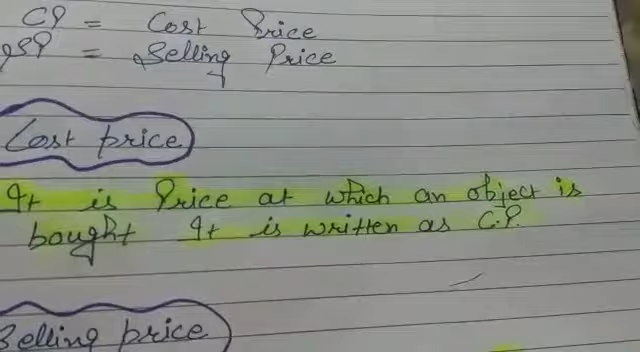 CP = Cost Price
SP = Selling Price
Cost price
It is Price at which an object is
bought It is written as C.P.
Selling price